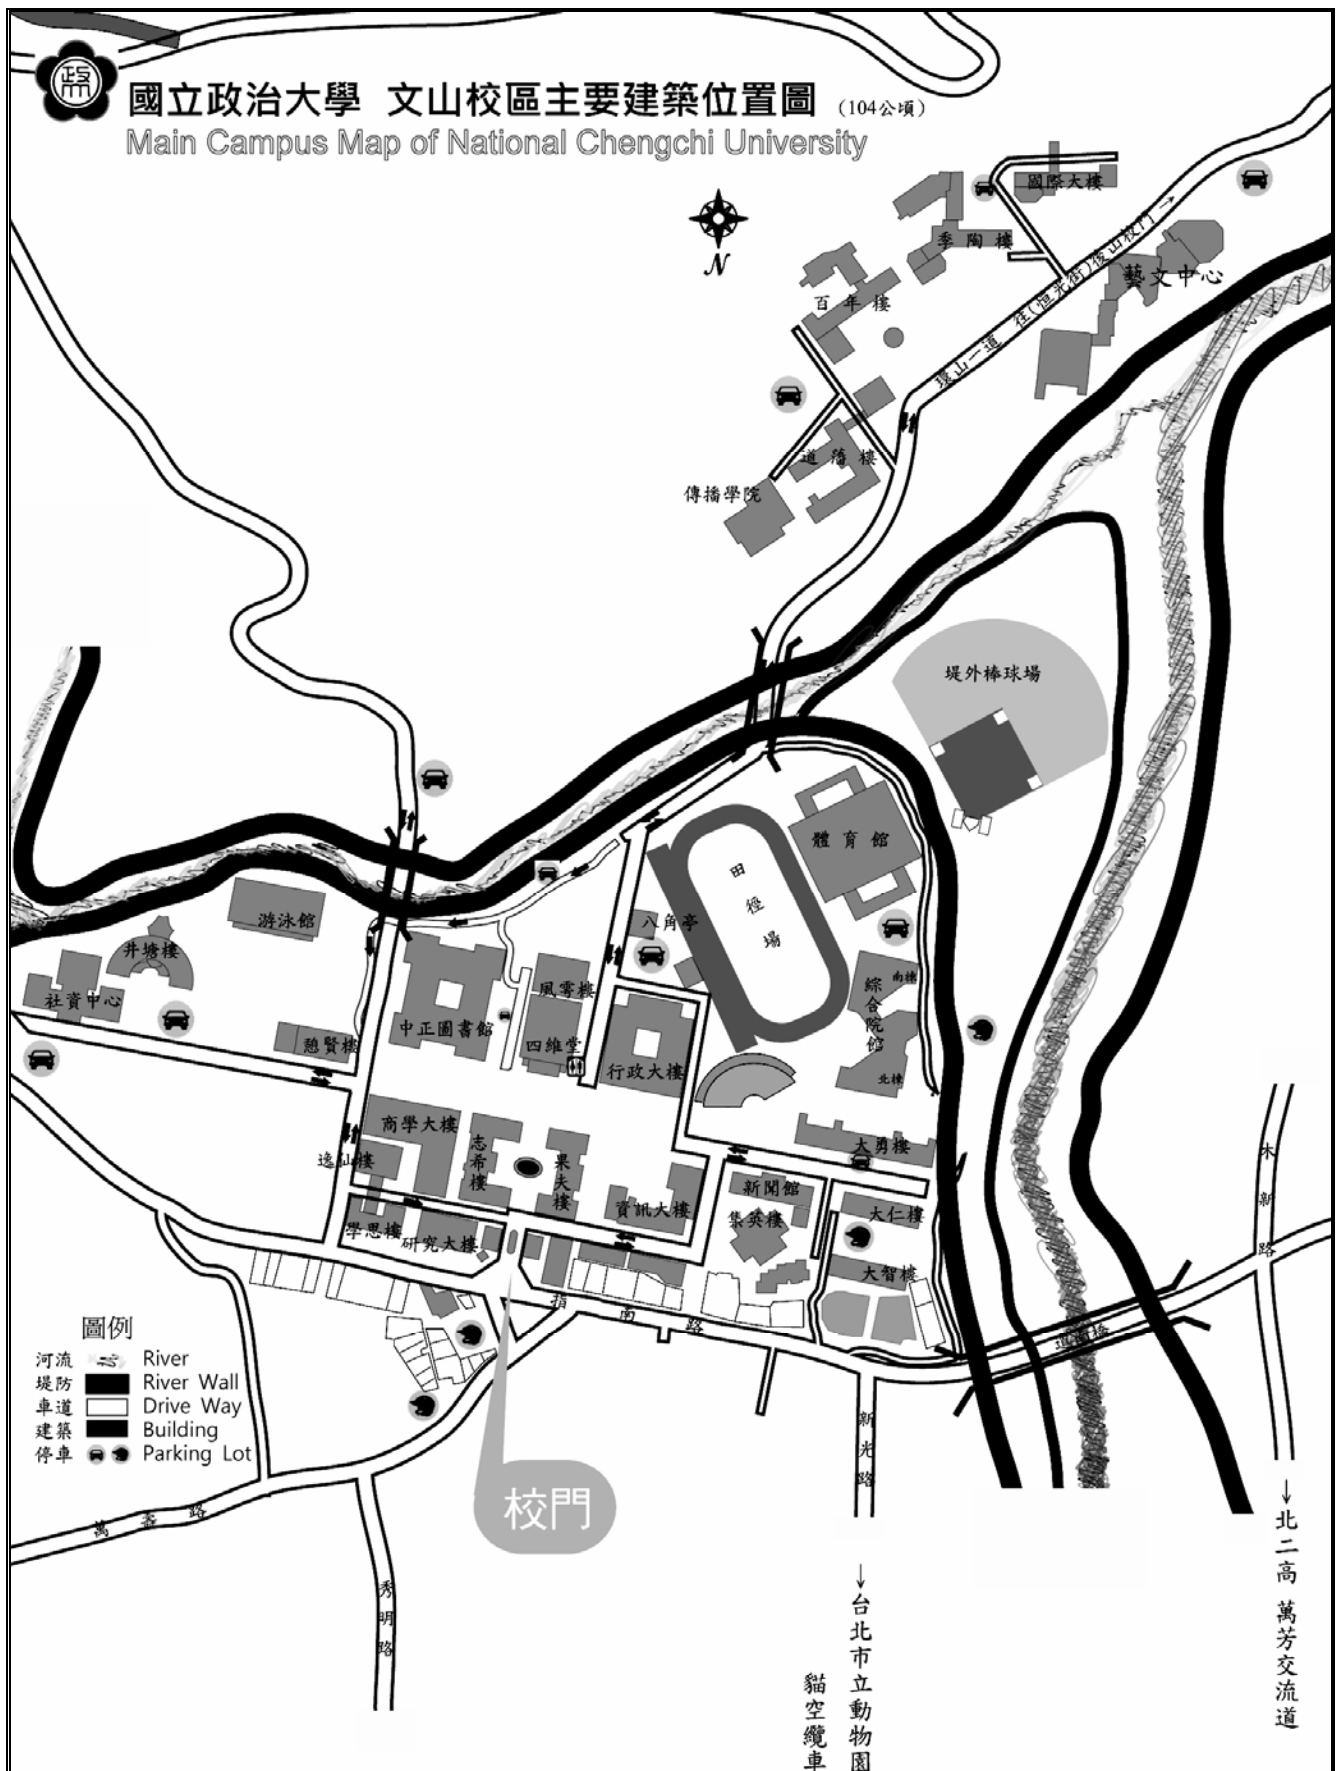 政大
國立政治大學 文山校區主要建築位置圖 (104公頃)
Main Campus Map of National Chengchi University
N
國際大樓
季陶樓
環山一道 往(恒光街)後山校門→
藝文中心
百年樓
道藩樓
傳播學院
堤外棒球場
體育館
田徑場
八角亭
游泳館
井塘樓
社資中心
憩賢樓
中正圖書館
風雩樓
四維堂
行政大樓
南棟
綜合院館
北棟
商學大樓
逸仙樓
志希樓
果夫樓
資訊大樓
大勇樓
新聞館
集英樓
大仁樓
大智樓
學思樓
研究大樓
指南路
道南橋
木新路
圖例
河流 River
堤防 River Wall
車道 Drive Way
建築 Building
停車 Parking Lot
校門
萬壽路
秀明路
新光路
→台北市立動物園
貓空纜車
→北二高 萬芳交流道